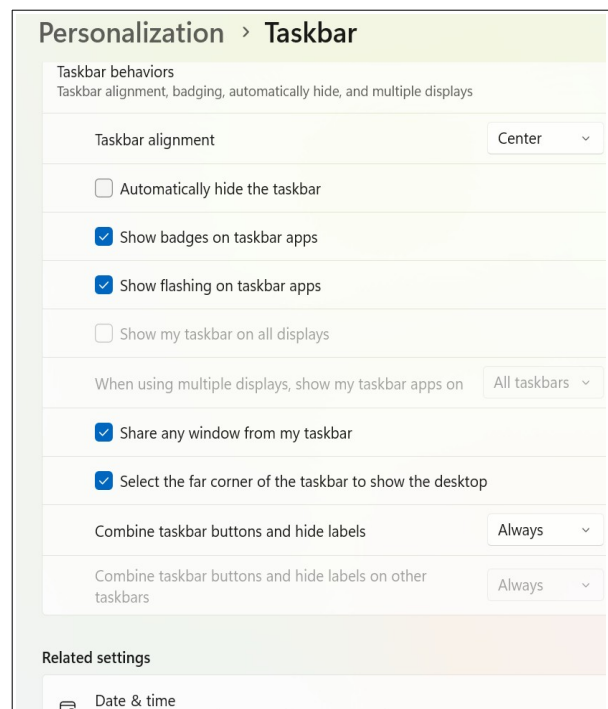 Personalization > Taskbar
Taskbar behaviors
Taskbar alignment, badging, automatically hide, and multiple displays
Taskbar alignment Center
Automatically hide the taskbar
Show badges on taskbar apps
Show flashing on taskbar apps
Show my taskbar on all displays
When using multiple displays, show my taskbar apps on All taskbars
Share any window from my taskbar
Select the far corner of the taskbar to show the desktop
Combine taskbar buttons and hide labels Always
Combine taskbar buttons and hide labels on other
taskbars Always
Related settings
Date & time